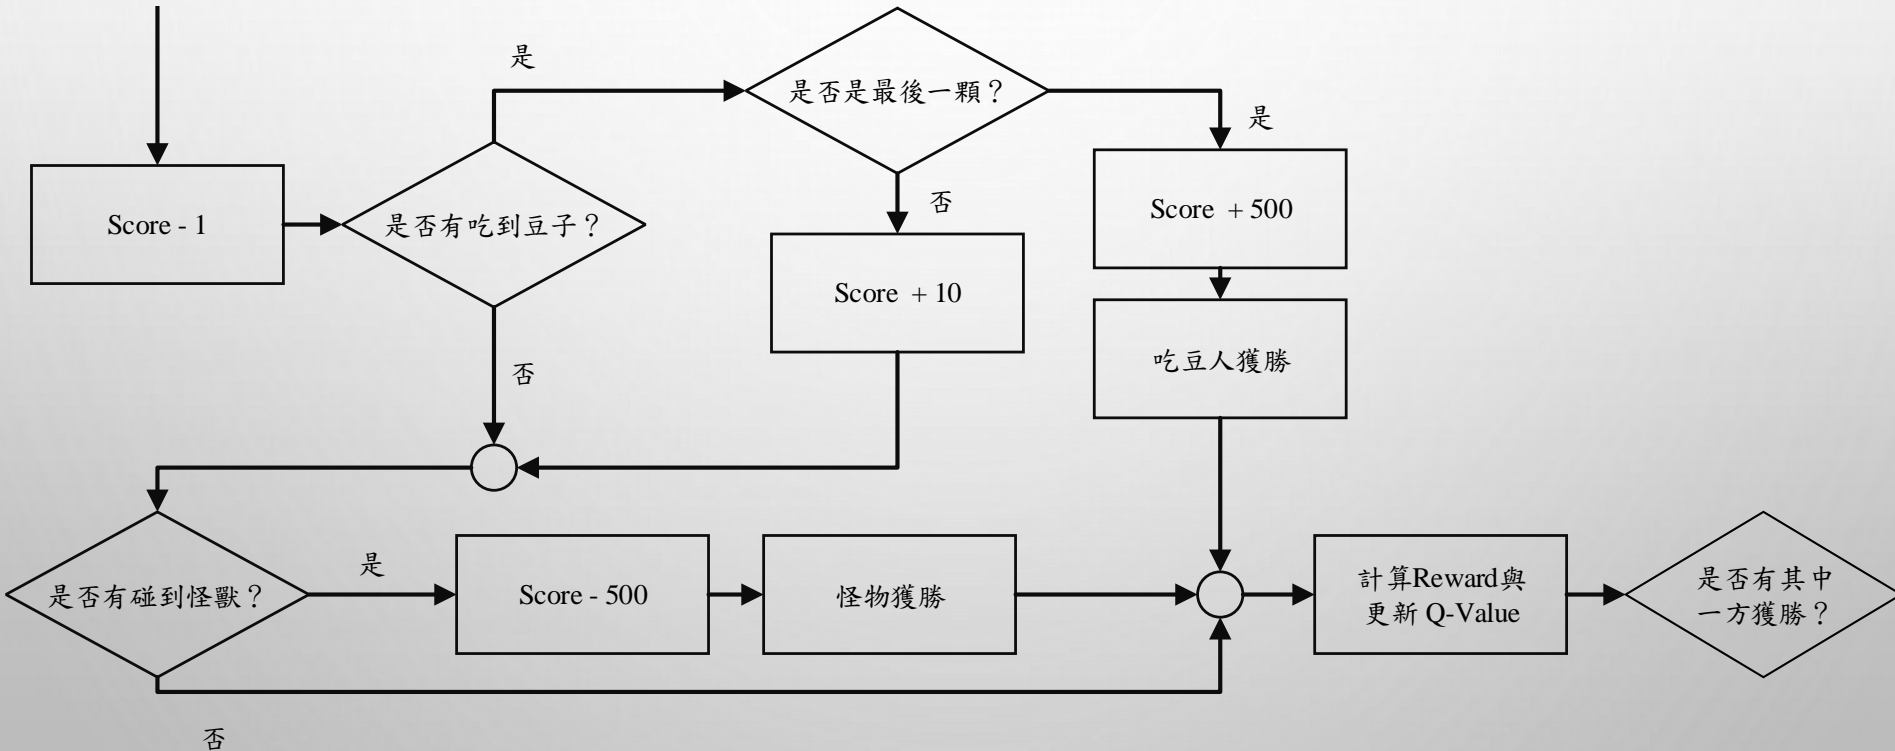 是
是否是最後一顆？
是
Score - 1
是否有吃到豆子？
否
Score + 500
Score + 10
吃豆人獲勝
否
是否有碰到怪獸？
是
Score - 500
怪物獲勝
計算Reward與
更新 Q-Value
是否有其中
一方獲勝？
否